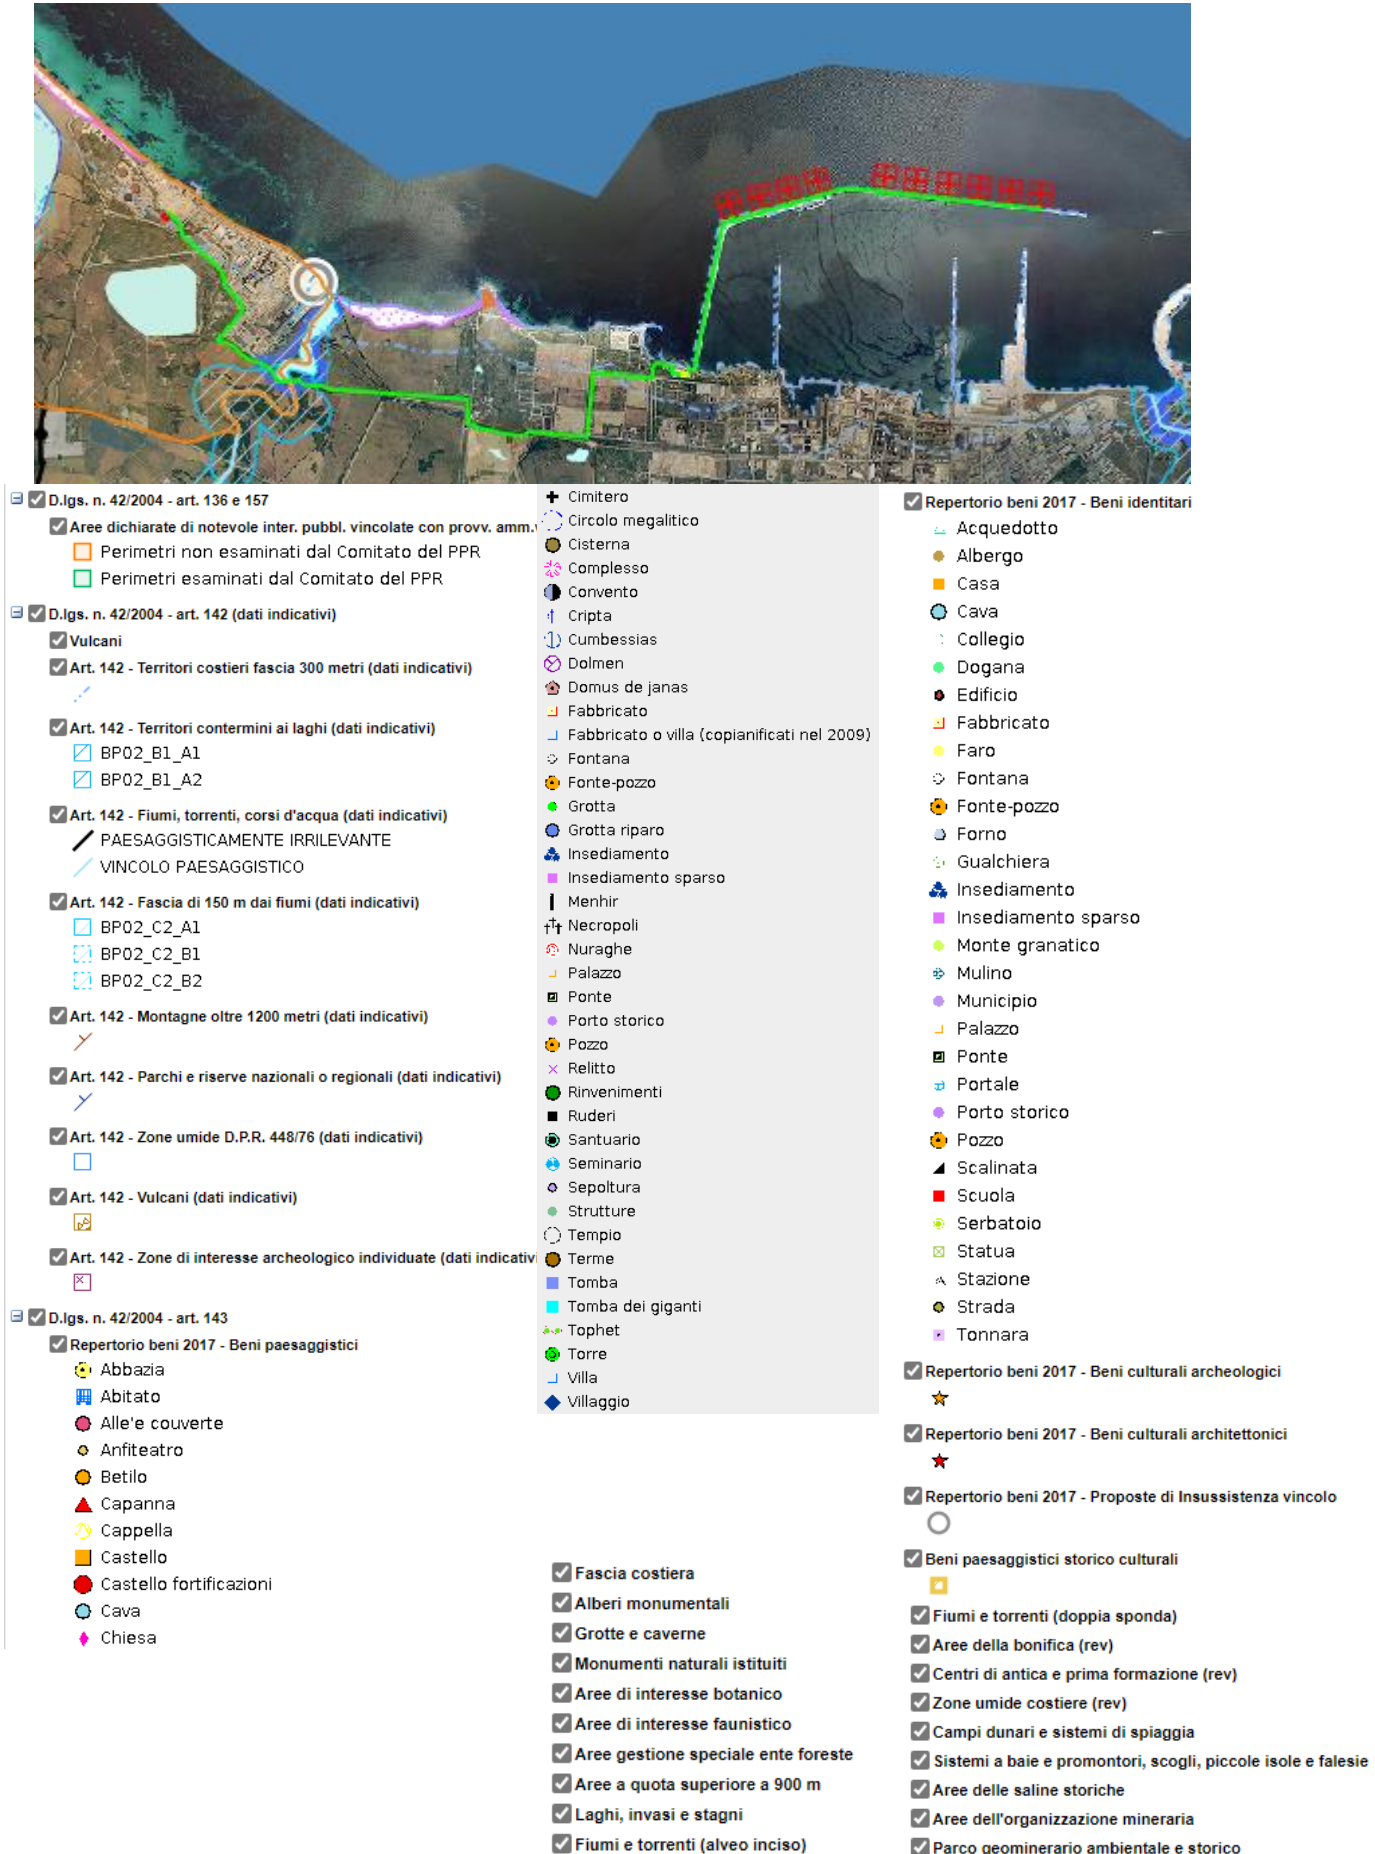 D.lgs. n. 42/2004 - art. 136 e 157
Aree dichiarate di notevole inter. pubbl. vincolate con provv. amm.v
Perimetri non esaminati dal Comitato del PPR
Perimetri esaminati dal Comitato del PPR
D.lgs. n. 42/2004 - art. 142 (dati indicativi)
Vulcani
Art. 142 - Territori costieri fascia 300 metri (dati indicativi)
Art. 142 - Territori contermini ai laghi (dati indicativi)
BP02_B1_A1
BP02_B1_A2
Art. 142 - Fiumi, torrenti, corsi d'acqua (dati indicativi)
PAESAGGISTICAMENTE IRRILEVANTE
VINCOLO PAESAGGISTICO
Art. 142 - Fascia di 150 m dai fiumi (dati indicativi)
BP02_C2_A1
BP02_C2_B1
BP02_C2_B2
Art. 142 - Montagne oltre 1200 metri (dati indicativi)
Art. 142 - Parchi e riserve nazionali o regionali (dati indicativi)
Art. 142 - Zone umide D.P.R. 448/76 (dati indicativi)
Art. 142 - Vulcani (dati indicativi)
Art. 142 - Zone di interesse archeologico individuate (dati indicativi
D.lgs. n. 42/2004 - art. 143
Repertorio beni 2017 - Beni paesaggistici
Abbazia
Abitato
Alle'e couverte
Anfiteatro
Betilo
Capanna
Cappella
Castello
Castello fortificazioni
Cava
Chiesa
Cimitero
Circolo megalitico
Cisterna
Complesso
Convento
Cripta
Cumbessias
Dolmen
Domus de janas
Fabbricato
Fabbricato o villa (copianificati nel 2009)
Fontana
Fonte-pozzo
Grotta
Grotta riparo
Insediamento
Insediamento sparso
Menhir
Necropoli
Nuraghe
Palazzo
Ponte
Porto storico
Pozzo
Relitto
Rinvenimenti
Ruderi
Santuario
Seminario
Sepoltura
Strutture
Tempio
Terme
Tomba
Tomba dei giganti
Tophet
Torre
Villa
Villaggio
Fascia costiera
Alberi monumentali
Grotte e caverne
Monumenti naturali istituiti
Aree di interesse botanico
Aree di interesse faunistico
Aree gestione speciale ente foreste
Aree a quota superiore a 900 m
Laghi, invasi e stagni
Fiumi e torrenti (alveo inciso)
Repertorio beni 2017 - Beni identitari
Acquedotto
Albergo
Casa
Cava
Collegio
Dogana
Edificio
Fabbricato
Faro
Fontana
Fonte-pozzo
Forno
Gualchiera
Insediamento
Insediamento sparso
Monte granatico
Mulino
Municipio
Palazzo
Ponte
Portale
Porto storico
Pozzo
Scalinata
Scuola
Serbatoio
Statua
Stazione
Strada
Tonnara
Repertorio beni 2017 - Beni culturali archeologici
Repertorio beni 2017 - Beni culturali architettonici
Repertorio beni 2017 - Proposte di Insussistenza vincolo
Beni paesaggistici storico culturali
Fiumi e torrenti (doppia sponda)
Aree della bonifica (rev)
Centri di antica e prima formazione (rev)
Zone umide costiere (rev)
Campi dunari e sistemi di spiaggia
Sistemi a baie e promontori, scogli, piccole isole e falesie
Aree delle saline storiche
Aree dell'organizzazione mineraria
Parco geominerario ambientale e storico